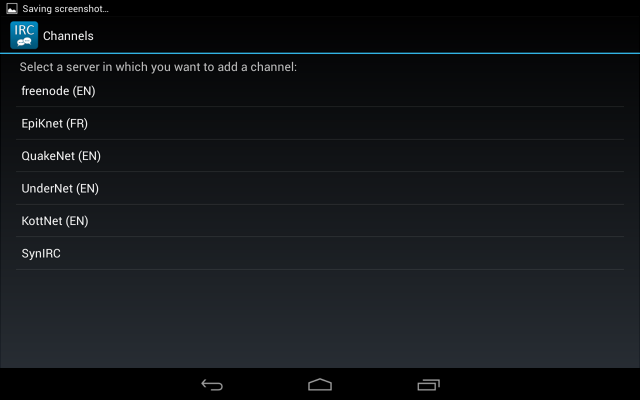 Saving screenshot...
IRC
Channels
Select a server in which you want to add a channel:
freenode (EN)
EpiKnet (FR)
QuakeNet (EN)
UnderNet (EN)
KottNet (EN)
SynIRC